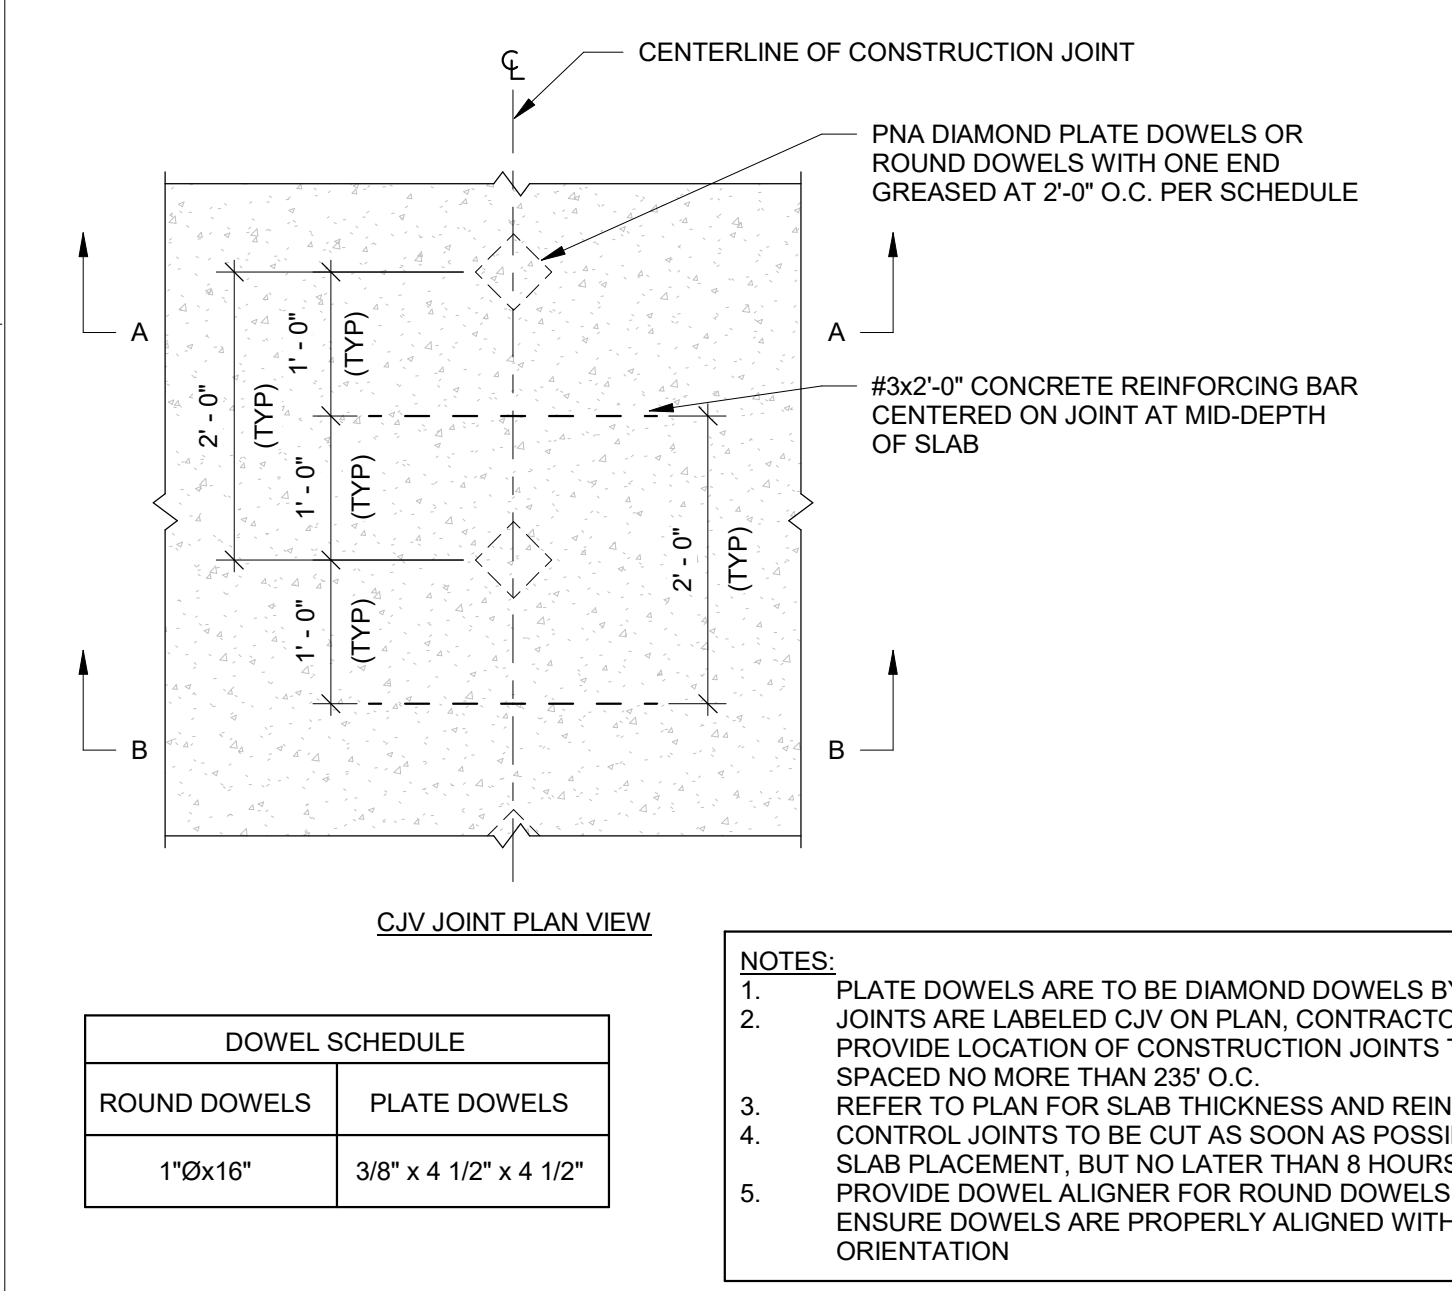 ℄
CENTERLINE OF CONSTRUCTION JOINT
PNA DIAMOND PLATE DOWELS OR
ROUND DOWELS WITH ONE END
GREASED AT 2'-0" O.C. PER SCHEDULE
A
A
1' - 0"
(TYP)
2' - 0"
(TYP)
#3x2'-0" CONCRETE REINFORCING BAR
CENTERED ON JOINT AT MID-DEPTH
OF SLAB
1' - 0"
(TYP)
2' - 0"
(TYP)
1' - 0"
(TYP)
B
B
CJV JOINT PLAN VIEW
DOWEL SCHEDULE
ROUND DOWELS
PLATE DOWELS
1"Øx16"
3/8" x 4 1/2" x 4 1/2"
NOTES:
1. PLATE DOWELS ARE TO BE DIAMOND DOWELS BY
2. JOINTS ARE LABELED CJV ON PLAN, CONTRACTO
PROVIDE LOCATION OF CONSTRUCTION JOINTS T
SPACED NO MORE THAN 235' O.C.
3. REFER TO PLAN FOR SLAB THICKNESS AND REIN
4. CONTROL JOINTS TO BE CUT AS SOON AS POSSI
SLAB PLACEMENT, BUT NO LATER THAN 8 HOURS
5. PROVIDE DOWEL ALIGNER FOR ROUND DOWELS
ENSURE DOWELS ARE PROPERLY ALIGNED WITH
ORIENTATION